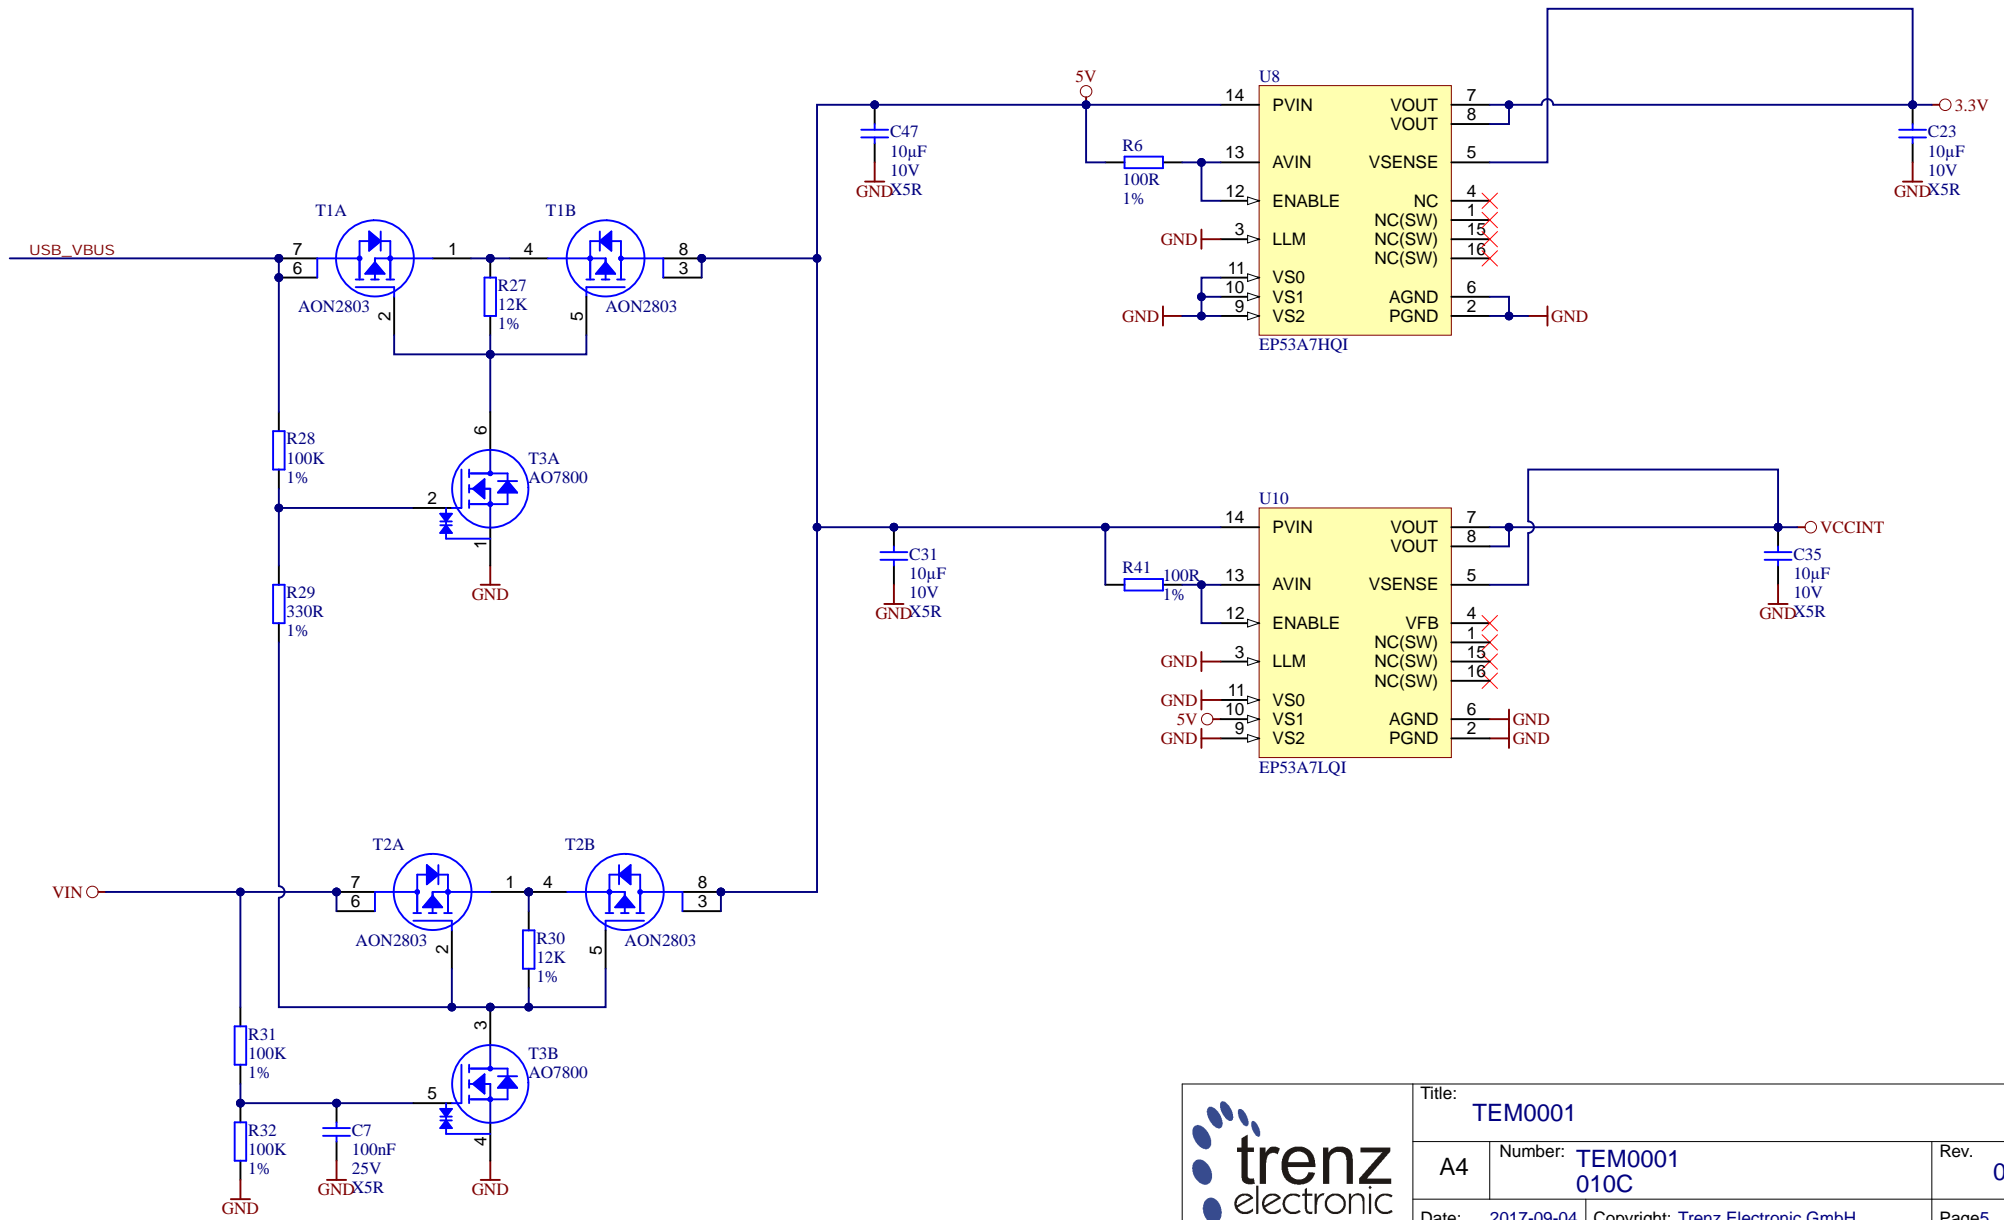 USB_VBUS
T1A
7
6
1
AON2803
2
T1B
4
8
3
AON2803
5
R27
12K
1%
R28
100K
1%
6
T3A
AO7800
2
1
GND
R29
330R
1%
VIN
T2A
7
6
1
AON2803
2
T2B
4
8
3
AON2803
5
R30
12K
1%
R31
100K
1%
R32
100K
1%
GND
C7
100nF
25V
X5R
GND
3
T3B
AO7800
5
4
GND
C47
10µF
10V
X5R
GND
5V
R6
100R
1%
U8
14 PVIN
13 AVIN
12 ENABLE
GND 3 LLM
11 VS0
10 VS1
GND 9 VS2
VOUT 7
VOUT 8
VSENSE 5
NC 4
NC(SW) 1
NC(SW) 15
NC(SW) 16
AGND 6
PGND 2 GND
EP53A7HQI
3.3V
C23
10µF
10V
X5R
GND
C31
10µF
10V
X5R
GND
R41
100R
1%
U10
14 PVIN
13 AVIN
12 ENABLE
GND 3 LLM
GND 11 VS0
5V 10 VS1
GND 9 VS2
VOUT 7
VOUT 8
VSENSE 5
VFB 4
NC(SW) 1
NC(SW) 15
NC(SW) 16
AGND 6 GND
PGND 2 GND
EP53A7LQI
VCCINT
C35
10µF
10V
X5R
GND
trenz
electronic
Title:
TEM0001
A4
Number: TEM0001
010C
Rev.
0
Date: 2017-09-04
Copyright: Trenz Electronic GmbH
Page5